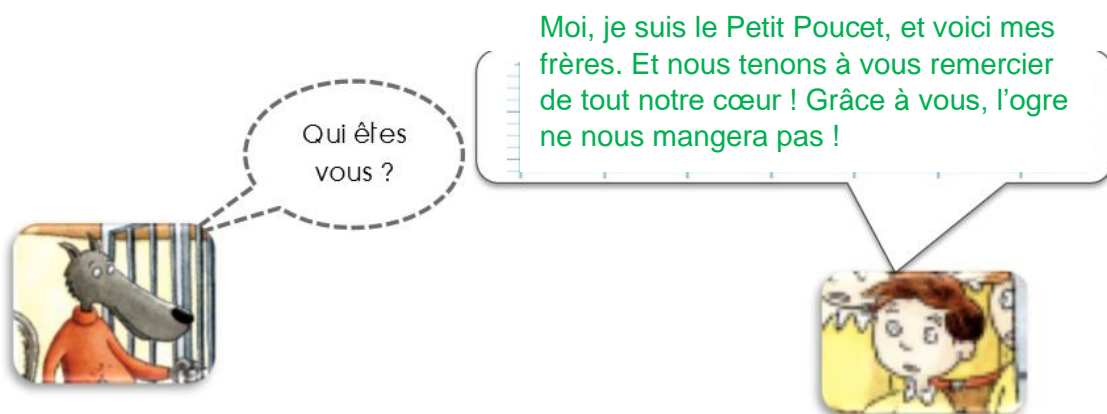 Qui êtes
vous ?
Moi, je suis le Petit Poucet, et voici mes
frères. Et nous tenons à vous remercier
de tout notre cœur ! Grâce à vous, l’ogre
ne nous mangera pas !